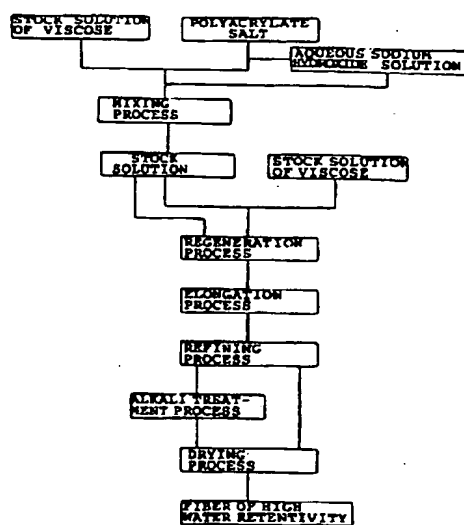 STOCK SOLUTION
OF VISCOSE
POLYACRYLATE
SALT
AQUEOUS SODIUM
HYDROXIDE SOLUTION
MIXING
PROCESS
STOCK
SOLUTION
STOCK SOLUTION
OF VISCOSE
REGENERATION
PROCESS
ELONGATION
PROCESS
REFINING
PROCESS
ALKALI TREAT-
MENT PROCESS
DRYING
PROCESS
FIBER OF HIGH
WATER RETENTIVITY